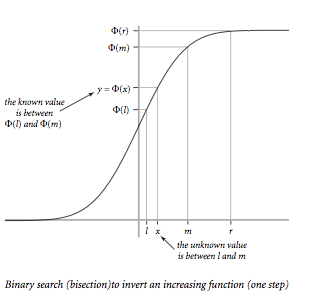 Φ(r)
Φ(m)
y = Φ(x)
the known value
is between
Φ(l) and Φ(m)
Φ(l)
l x m r
the unknown value
is between l and m
Binary search (bisection)to invert an increasing function (one step)